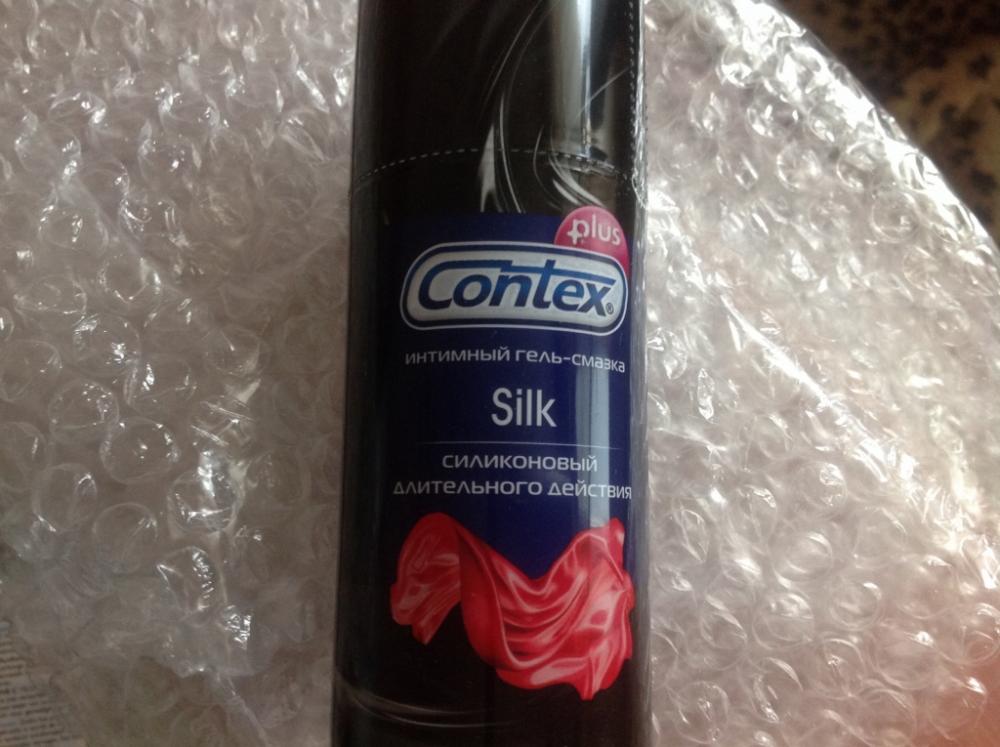 plus
Contex®
ИНТИМНЫЙ ГЕЛЬ-СМАЗКА
Silk
СИЛИКОНОВЫЙ
ДЛИТЕЛЬНОГО ДЕЙСТВИЯ